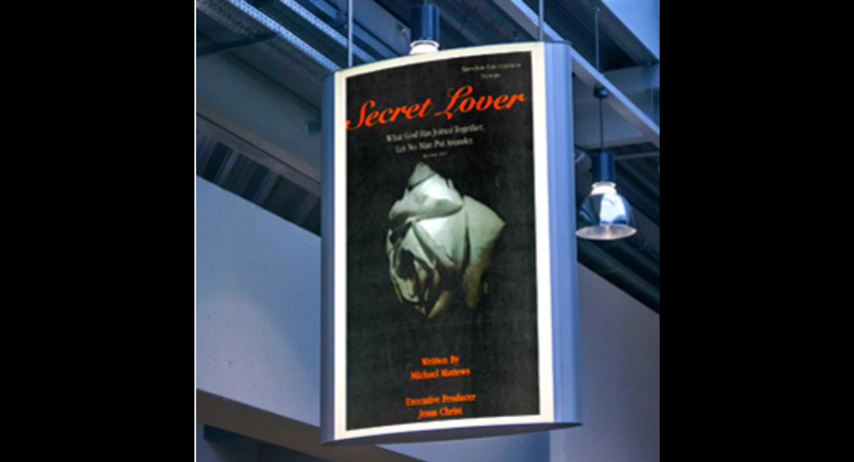 Secret Lover
What God Has Joined Together,
Let No Man Put Asunder.
Written By
Michael Mathews
Executive Producer
Jesus Christ